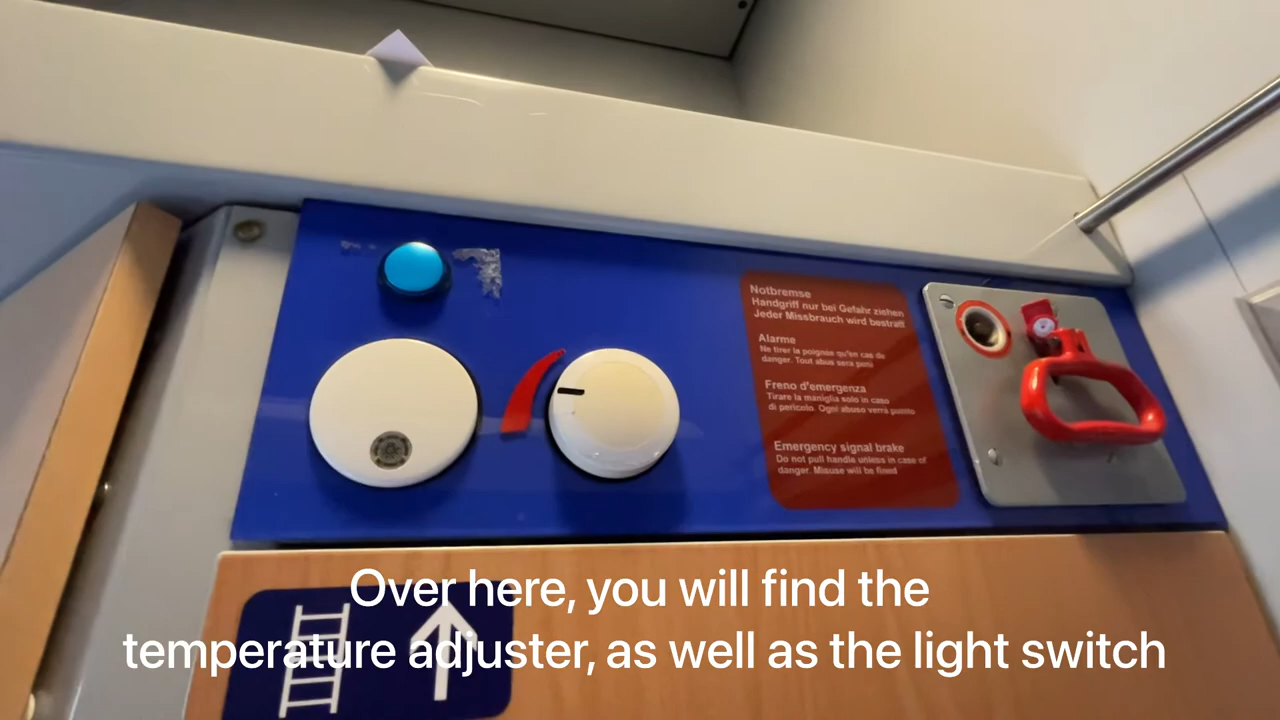 Notbremse
Handgriff nur bei Gefahr ziehen
Jeder Missbrauch wird bestraft
Alarme
Ne tirer la poignée qu'en cas de
danger. Tout abus sera puni
Freno d'emergenza
Tirare la maniglia solo in caso
di pericolo. Ogni abuso verrà punito
Emergency signal brake
Do not pull handle unless in case of
danger. Misuse will be fined
Over here, you will find the
temperature adjuster, as well as the light switch